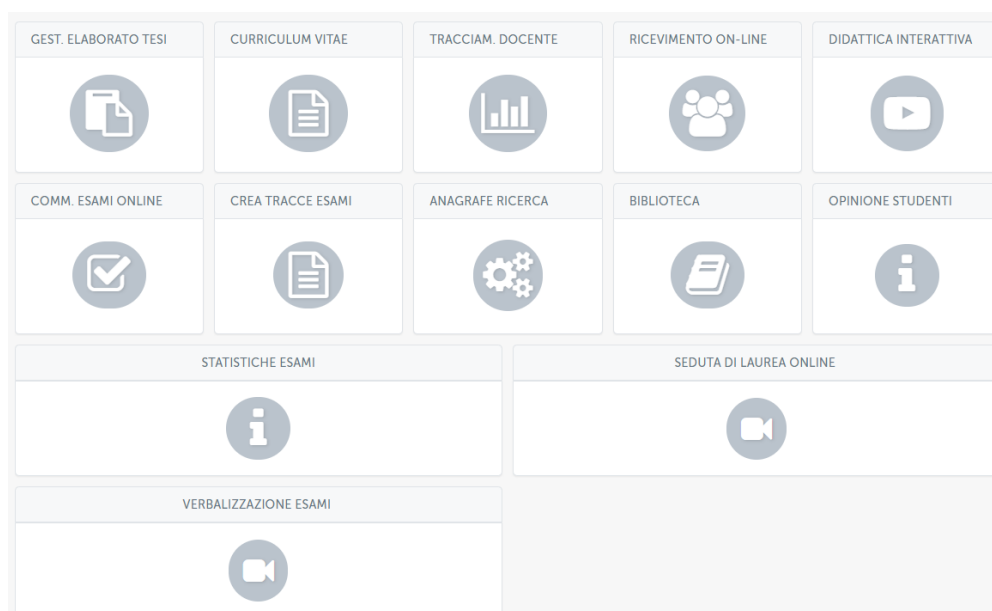 GEST. ELABORATO TESI
CURRICULUM VITAE
TRACCIAM. DOCENTE
RICEVIMENTO ON-LINE
DIDATTICA INTERATTIVA
COMM. ESAMI ONLINE
CREA TRACCE ESAMI
ANAGRAFE RICERCA
BIBLIOTECA
OPINIONE STUDENTI
STATISTICHE ESAMI
SEDUTA DI LAUREA ONLINE
VERBALIZZAZIONE ESAMI